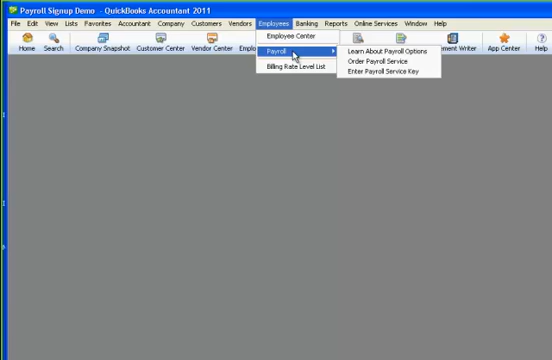 Payroll Signup Demo - QuickBooks Accountant 2011
File Edit View Lists Favorites Accountant Company Customers Vendors Employees Banking Reports Online Services Window Help
Home Search Company Snapshot Customer Center Vendor Center App Center Help
Employee Center
Payroll
Billing Rate Level List
Learn About Payroll Options
Order Payroll Service
Enter Payroll Service Key